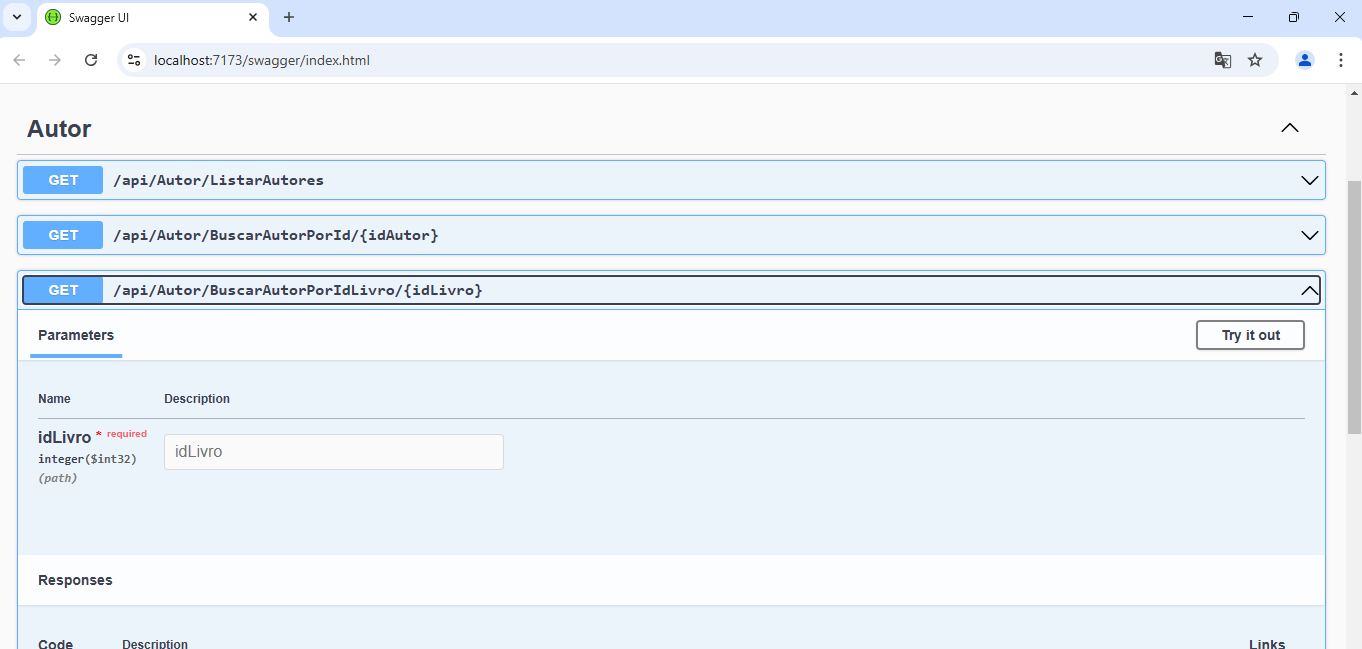 Swagger UI
localhost:7173/swagger/index.html
Autor
GET /api/Autor/ListarAutores
GET /api/Autor/BuscarAutorPorId/{idAutor}
GET /api/Autor/BuscarAutorPorIdLivro/{idLivro}
Parameters Try it out
Name Description
idLivro * required
idLivro
integer($int32)
(path)
Responses
Code Description Links